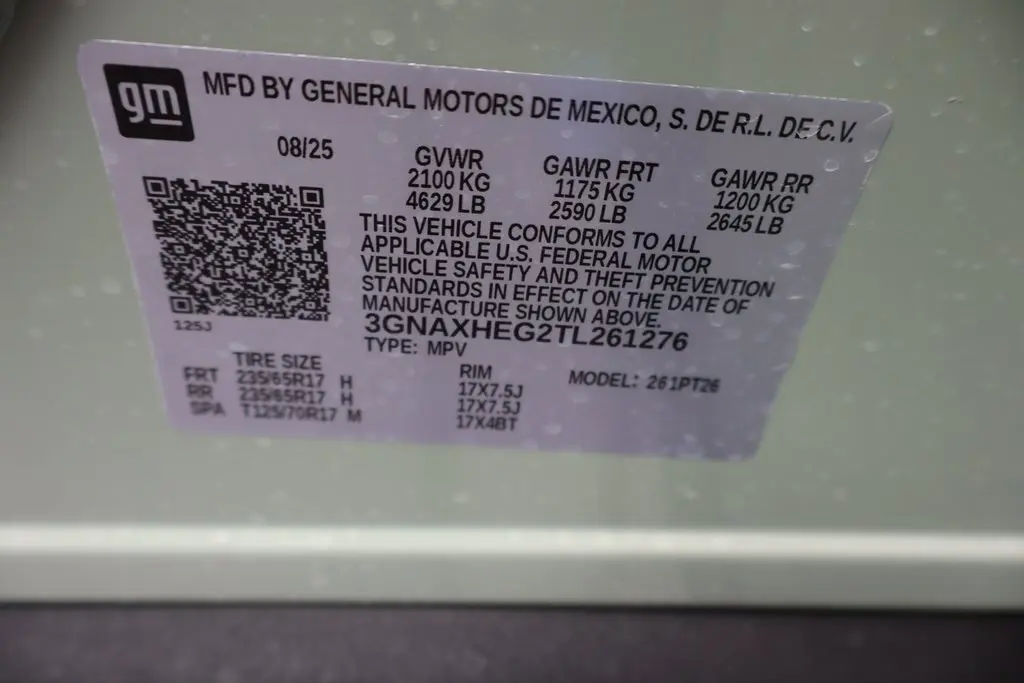 gm
MFD BY GENERAL MOTORS DE MEXICO, S. DE R.L. DE C.V.
08/25
GVWR GAWR FRT GAWR RR
2100 KG 1175 KG 1200 KG
4629 LB 2590 LB 2645 LB
THIS VEHICLE CONFORMS TO ALL
APPLICABLE U.S. FEDERAL MOTOR
VEHICLE SAFETY AND THEFT PREVENTION
STANDARDS IN EFFECT ON THE DATE OF
MANUFACTURE SHOWN ABOVE.
125J
3GNAXHEG2TL261276
TYPE: MPV
TIRE SIZE RIM MODEL: 261PT26
FRT 235/65R17 H 17X7.5J
RR 235/65R17 H 17X7.5J
SPA T125/70R17 M 17X4BT